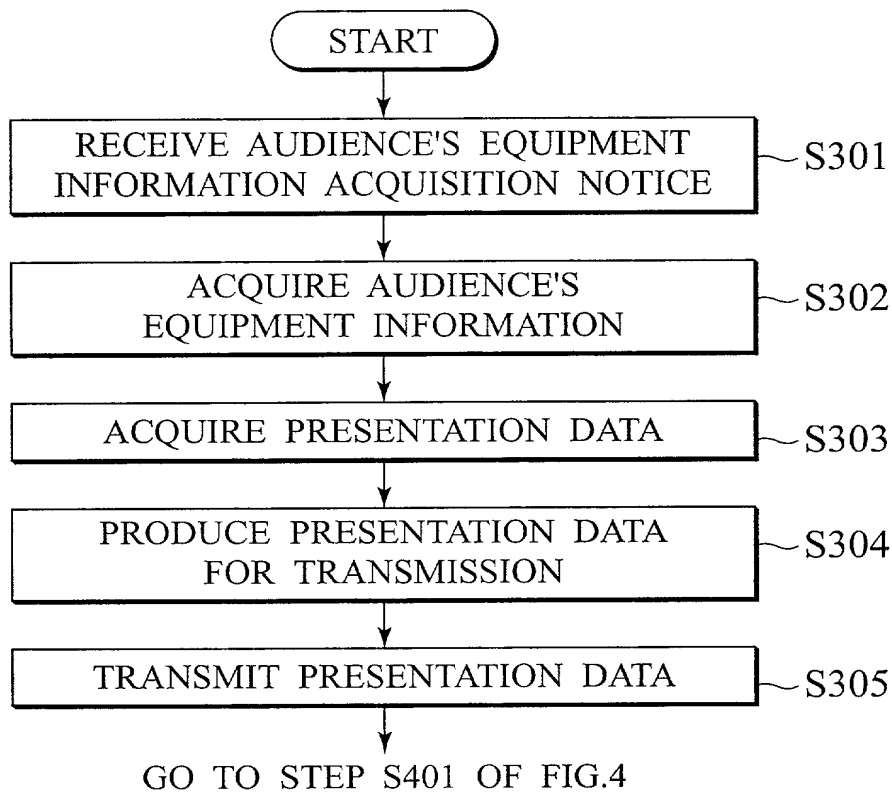 START
RECEIVE AUDIENCE'S EQUIPMENT
INFORMATION ACQUISITION NOTICE
S301
ACQUIRE AUDIENCE'S
EQUIPMENT INFORMATION
S302
ACQUIRE PRESENTATION DATA
S303
PRODUCE PRESENTATION DATA
FOR TRANSMISSION
S304
TRANSMIT PRESENTATION DATA
S305
GO TO STEP S401 OF FIG.4